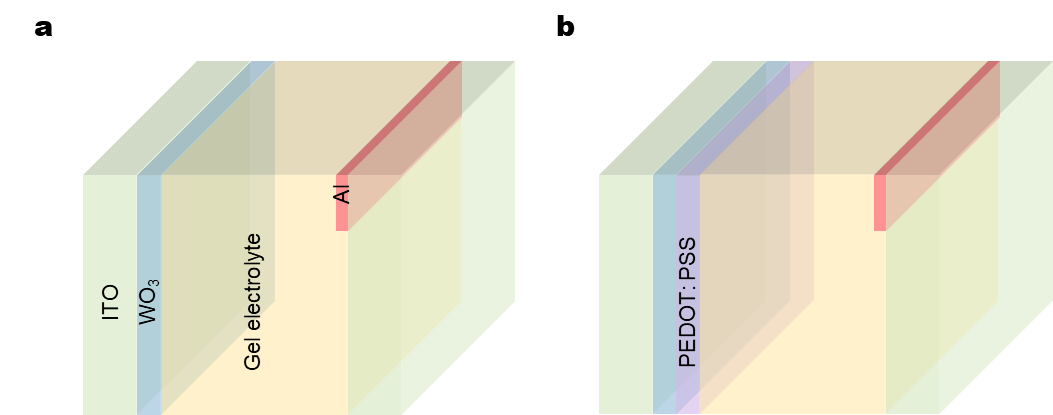 a
b
ITO
WO₃
Gel electrolyte
Al
PEDOT: PSS